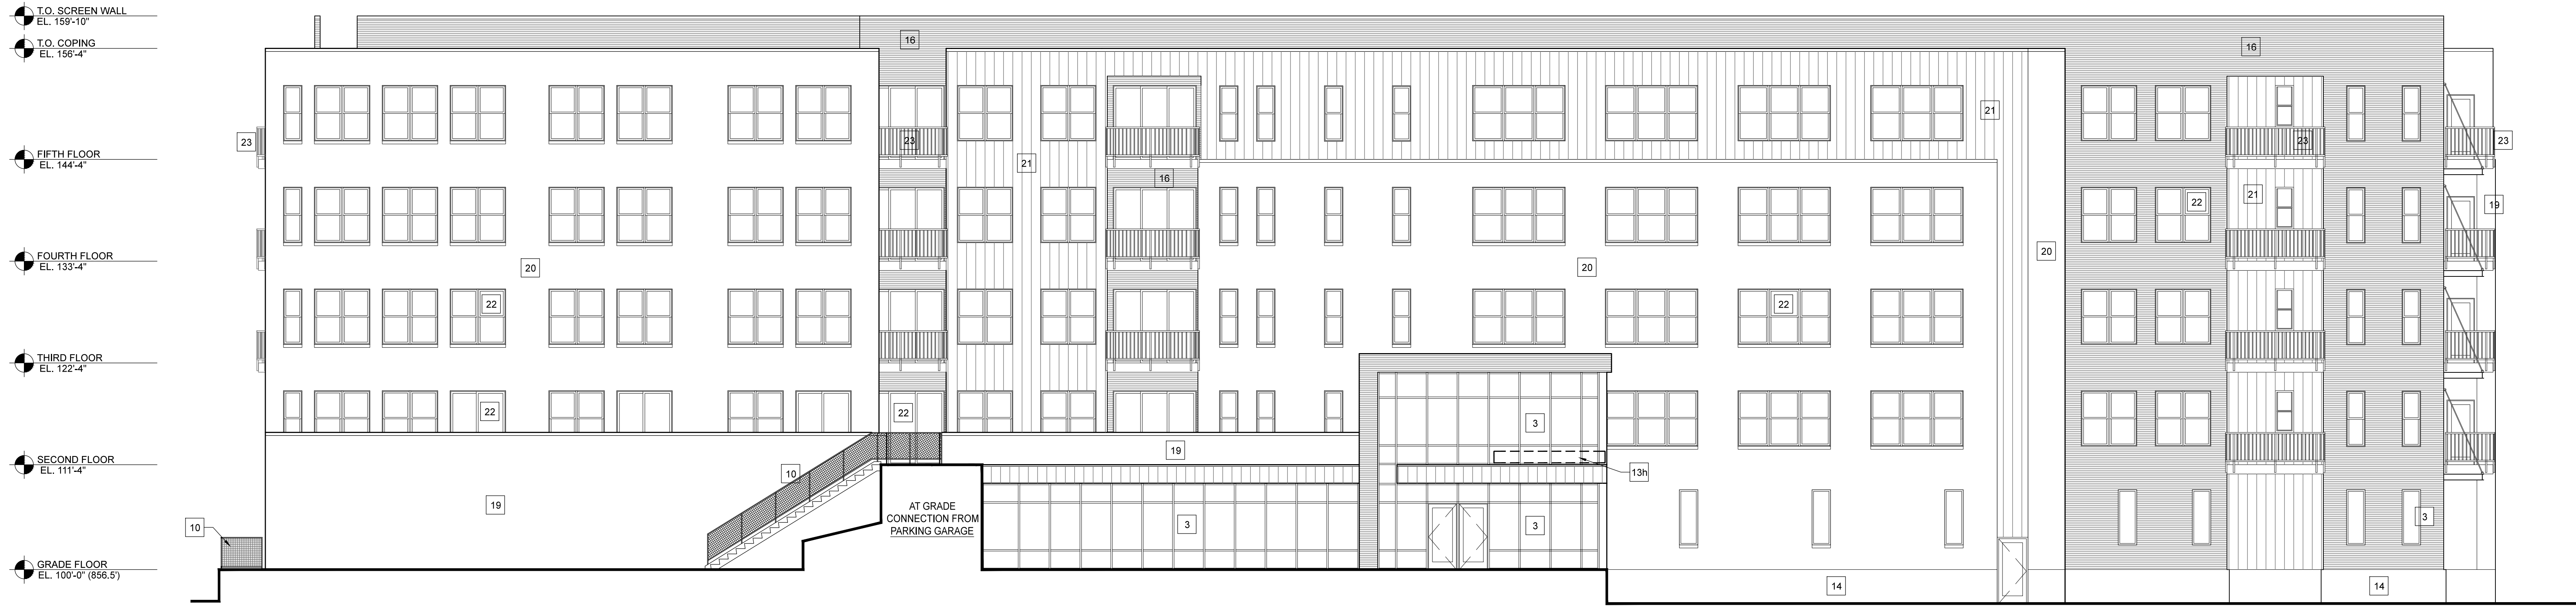 T.O. SCREEN WALL
EL. 159'-10"
T.O. COPING
EL. 156'-4"
16
16
23
23
21
23
23
FIFTH FLOOR
EL. 144'-4"
21
16
22
21
19
FOURTH FLOOR
EL. 133'-4"
20
20
20
22
22
THIRD FLOOR
EL. 122'-4"
22
22
3
SECOND FLOOR
EL. 111'-4"
10
19
13h
19
AT GRADE
CONNECTION FROM
PARKING GARAGE
10
3
3
3
GRADE FLOOR
EL. 100'-0" (856.5')
14
14